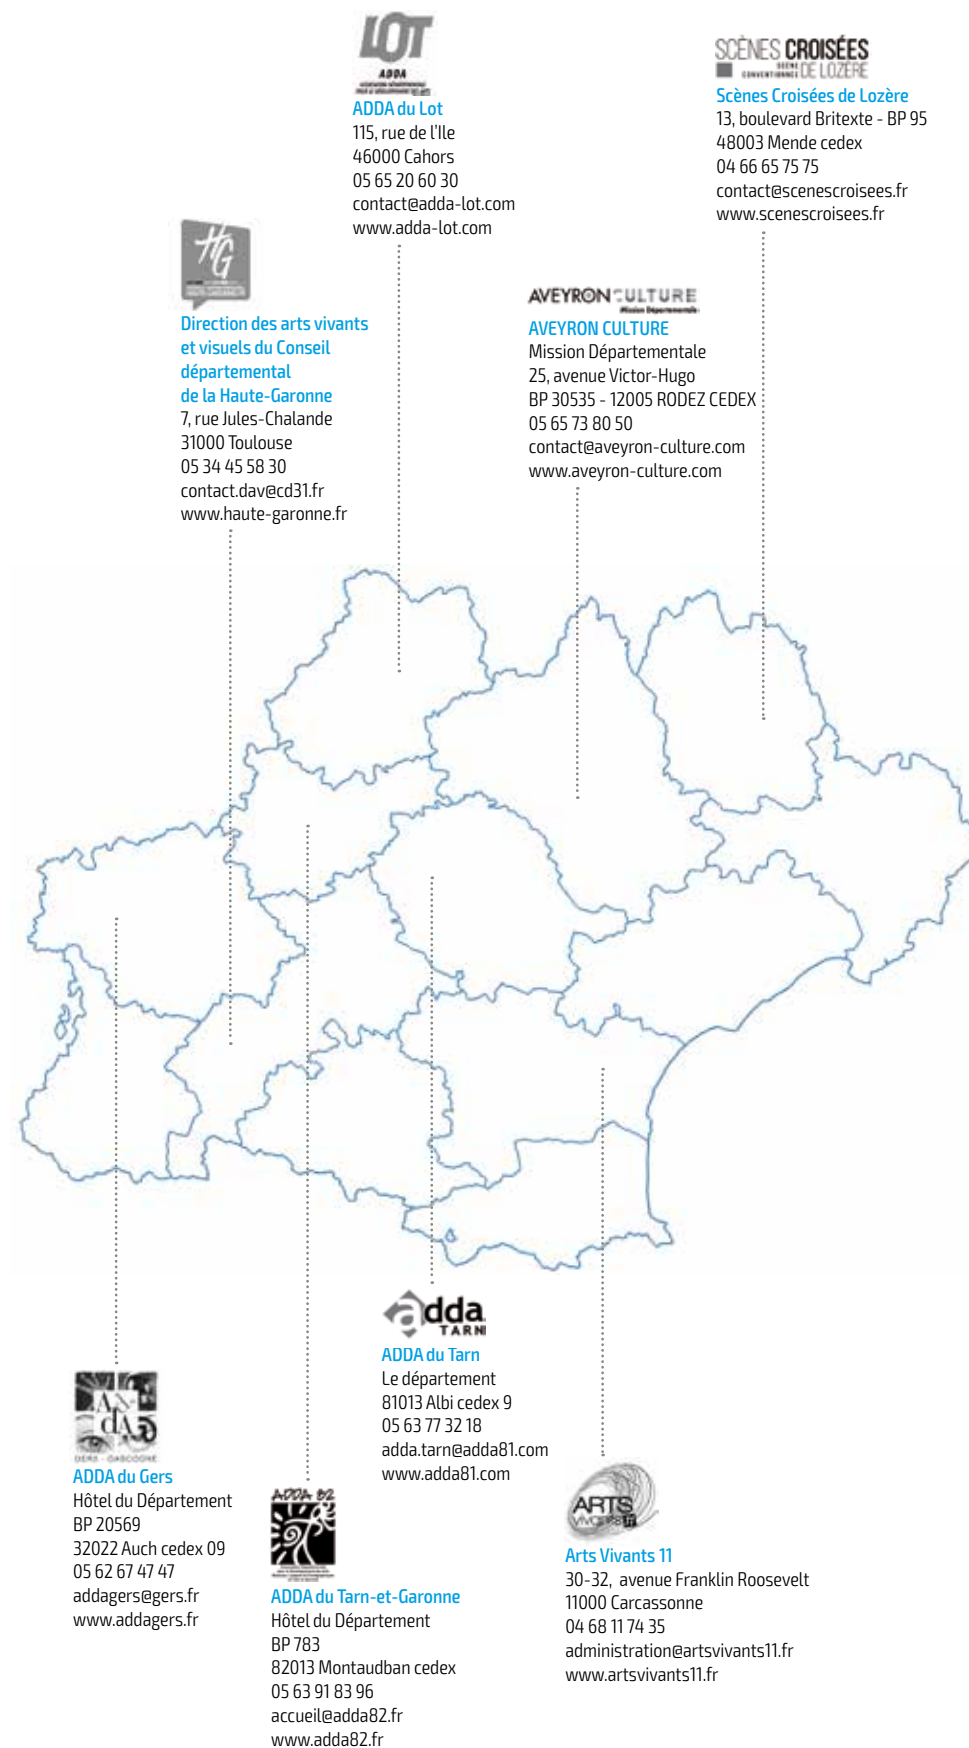 LOT
ADDA
ADDA du Lot
115, rue de l'Ile
46000 Cahors
05 65 20 60 30
contact@adda-lot.com
www.adda-lot.com
SCÈNES CROISÉES
SCÈNE
CONVENTIONNÉE DE LOZÈRE
Scènes Croisées de Lozère
13, boulevard Britexte - BP 95
48003 Mende cedex
04 66 65 75 75
contact@scenescroisees.fr
www.scenescroisees.fr
HG
Direction des arts vivants
et visuels du Conseil
départemental
de la Haute-Garonne
7, rue Jules-Chalande
31000 Toulouse
05 34 45 58 30
contact.dav@cd31.fr
www.haute-garonne.fr
AVEYRON CULTURE
Mission Départementale
AVEYRON CULTURE
Mission Départementale
25, avenue Victor-Hugo
BP 30535 - 12005 RODEZ CEDEX
05 65 73 80 50
contact@aveyron-culture.com
www.aveyron-culture.com
adda
TARN
ADDA du Tarn
Le département
81013 Albi cedex 9
05 63 77 32 18
adda.tarn@adda81.com
www.adda81.com
GERS - GASCOGNE
ADDA du Gers
Hôtel du Département
BP 20569
32022 Auch cedex 09
05 62 67 47 47
addagers@gers.fr
www.addagers.fr
ADDA 82
ADDA du Tarn-et-Garonne
Hôtel du Département
BP 783
82013 Montaudban cedex
05 63 91 83 96
accueil@adda82.fr
www.adda82.fr
ARTS
VIVANTS 11
Arts Vivants 11
30-32, avenue Franklin Roosevelt
11000 Carcassonne
04 68 11 74 35
administration@artsvivants11.fr
www.artsvivants11.fr